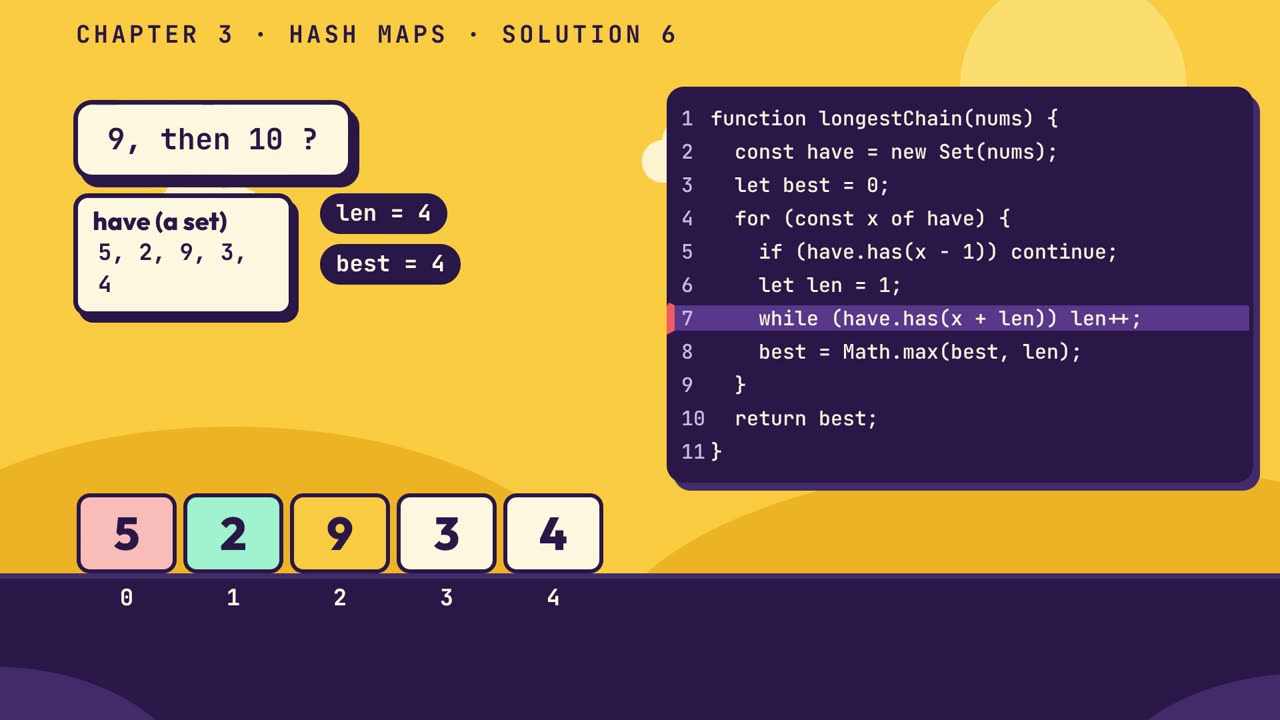 CHAPTER 3 · HASH MAPS · SOLUTION 6
9, then 10 ?
have (a set)
5, 2, 9, 3,
4
len = 4
best = 4
1 function longestChain(nums) {
2 const have = new Set(nums);
3 let best = 0;
4 for (const x of have) {
5 if (have.has(x - 1)) continue;
6 let len = 1;
7 while (have.has(x + len)) len++;
8 best = Math.max(best, len);
9 }
10 return best;
11 }
5 2 9 3 4
0 1 2 3 4